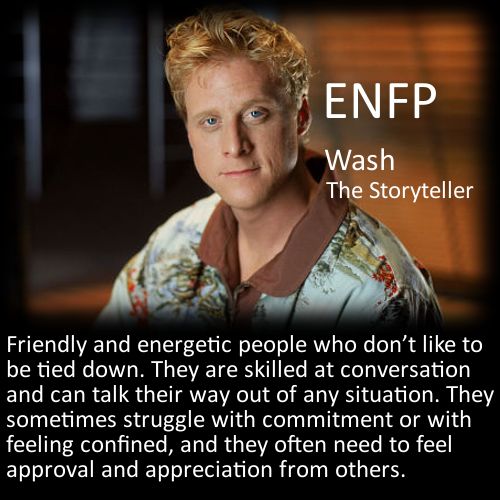 ENFP
Wash
The Storyteller
Friendly and energetic people who don’t like to
be tied down. They are skilled at conversation
and can talk their way out of any situation. They
sometimes struggle with commitment or with
feeling confined, and they often need to feel
approval and appreciation from others.